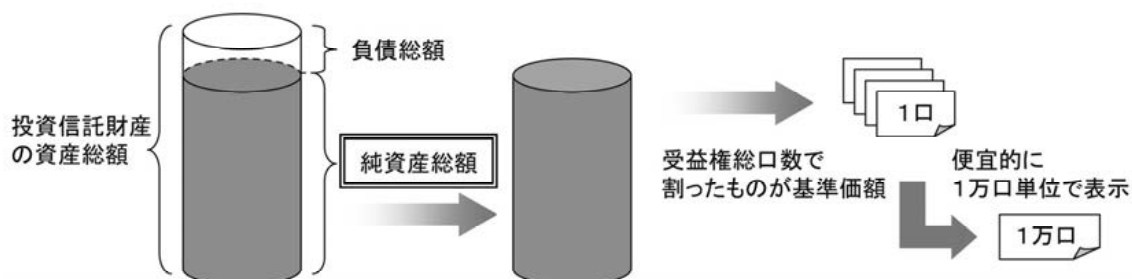 負債総額
投資信託財産
の資産総額
純資産総額
1口
受益権総口数で
割ったものが基準価額
便宜的に
1万口単位で表示
1万口